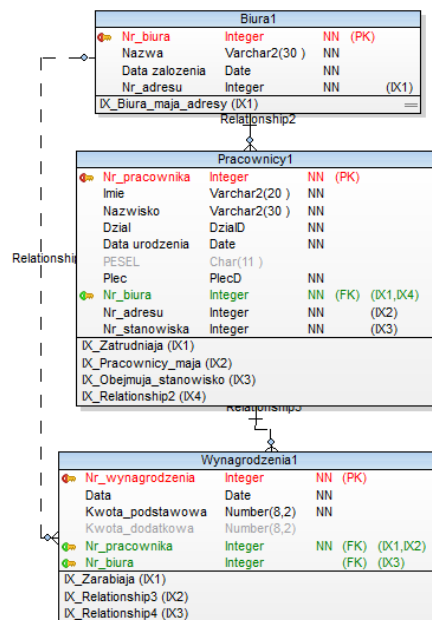 Biura1
Nr_biura Integer NN (PK)
Nazwa Varchar2(30 ) NN
Data zalozenia Date NN
Nr_adresu Integer NN (IX1)
IX_Biura_maja_adresy (IX1)
Relationship2
Pracownicy1
Nr_pracownika Integer NN (PK)
Imie Varchar2(20 ) NN
Nazwisko Varchar2(30 ) NN
Dzial DzialD NN
Data urodzenia Date NN
Relationship
PESEL Char(11 )
Plec PlecD NN
Nr_biura Integer NN (FK) (IX1,IX4)
Nr_adresu Integer NN (IX2)
Nr_stanowiska Integer NN (IX3)
IX_Zatrudniaja (IX1)
IX_Pracownicy_maja (IX2)
IX_Obejmuja_stanowisko (IX3)
IX_Relationship2 (IX4)
Relationship3
Wynagrodzenia1
Nr_wynagrodzenia Integer NN (PK)
Data Date NN
Kwota_podstawowa Number(8,2) NN
Kwota_dodatkowa Number(8,2)
Nr_pracownika Integer NN (FK) (IX1,IX2)
Nr_biura Integer (FK) (IX3)
IX_Zarabiaja (IX1)
IX_Relationship3 (IX2)
IX_Relationship4 (IX3)